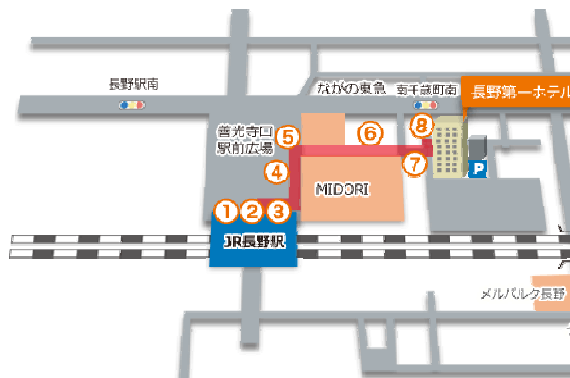 長野駅南
ながの東急
南千歳町南
長野第一ホテル
善光寺口
駅前広場
⑤
⑥
⑧
④
⑦
P
MIDORI
①
②
③
JR長野駅
メルパルク長野